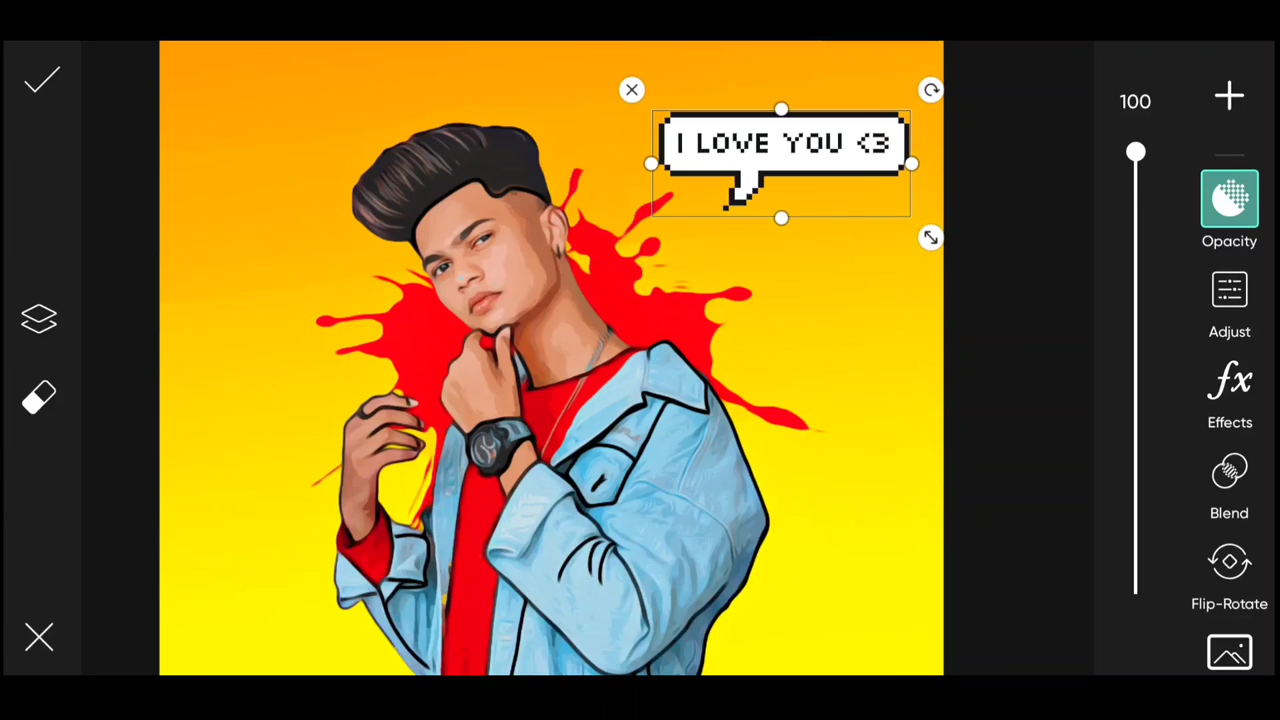 I LOVE YOU <3
100
Opacity
Adjust
fx
Effects
Blend
Flip-Rotate